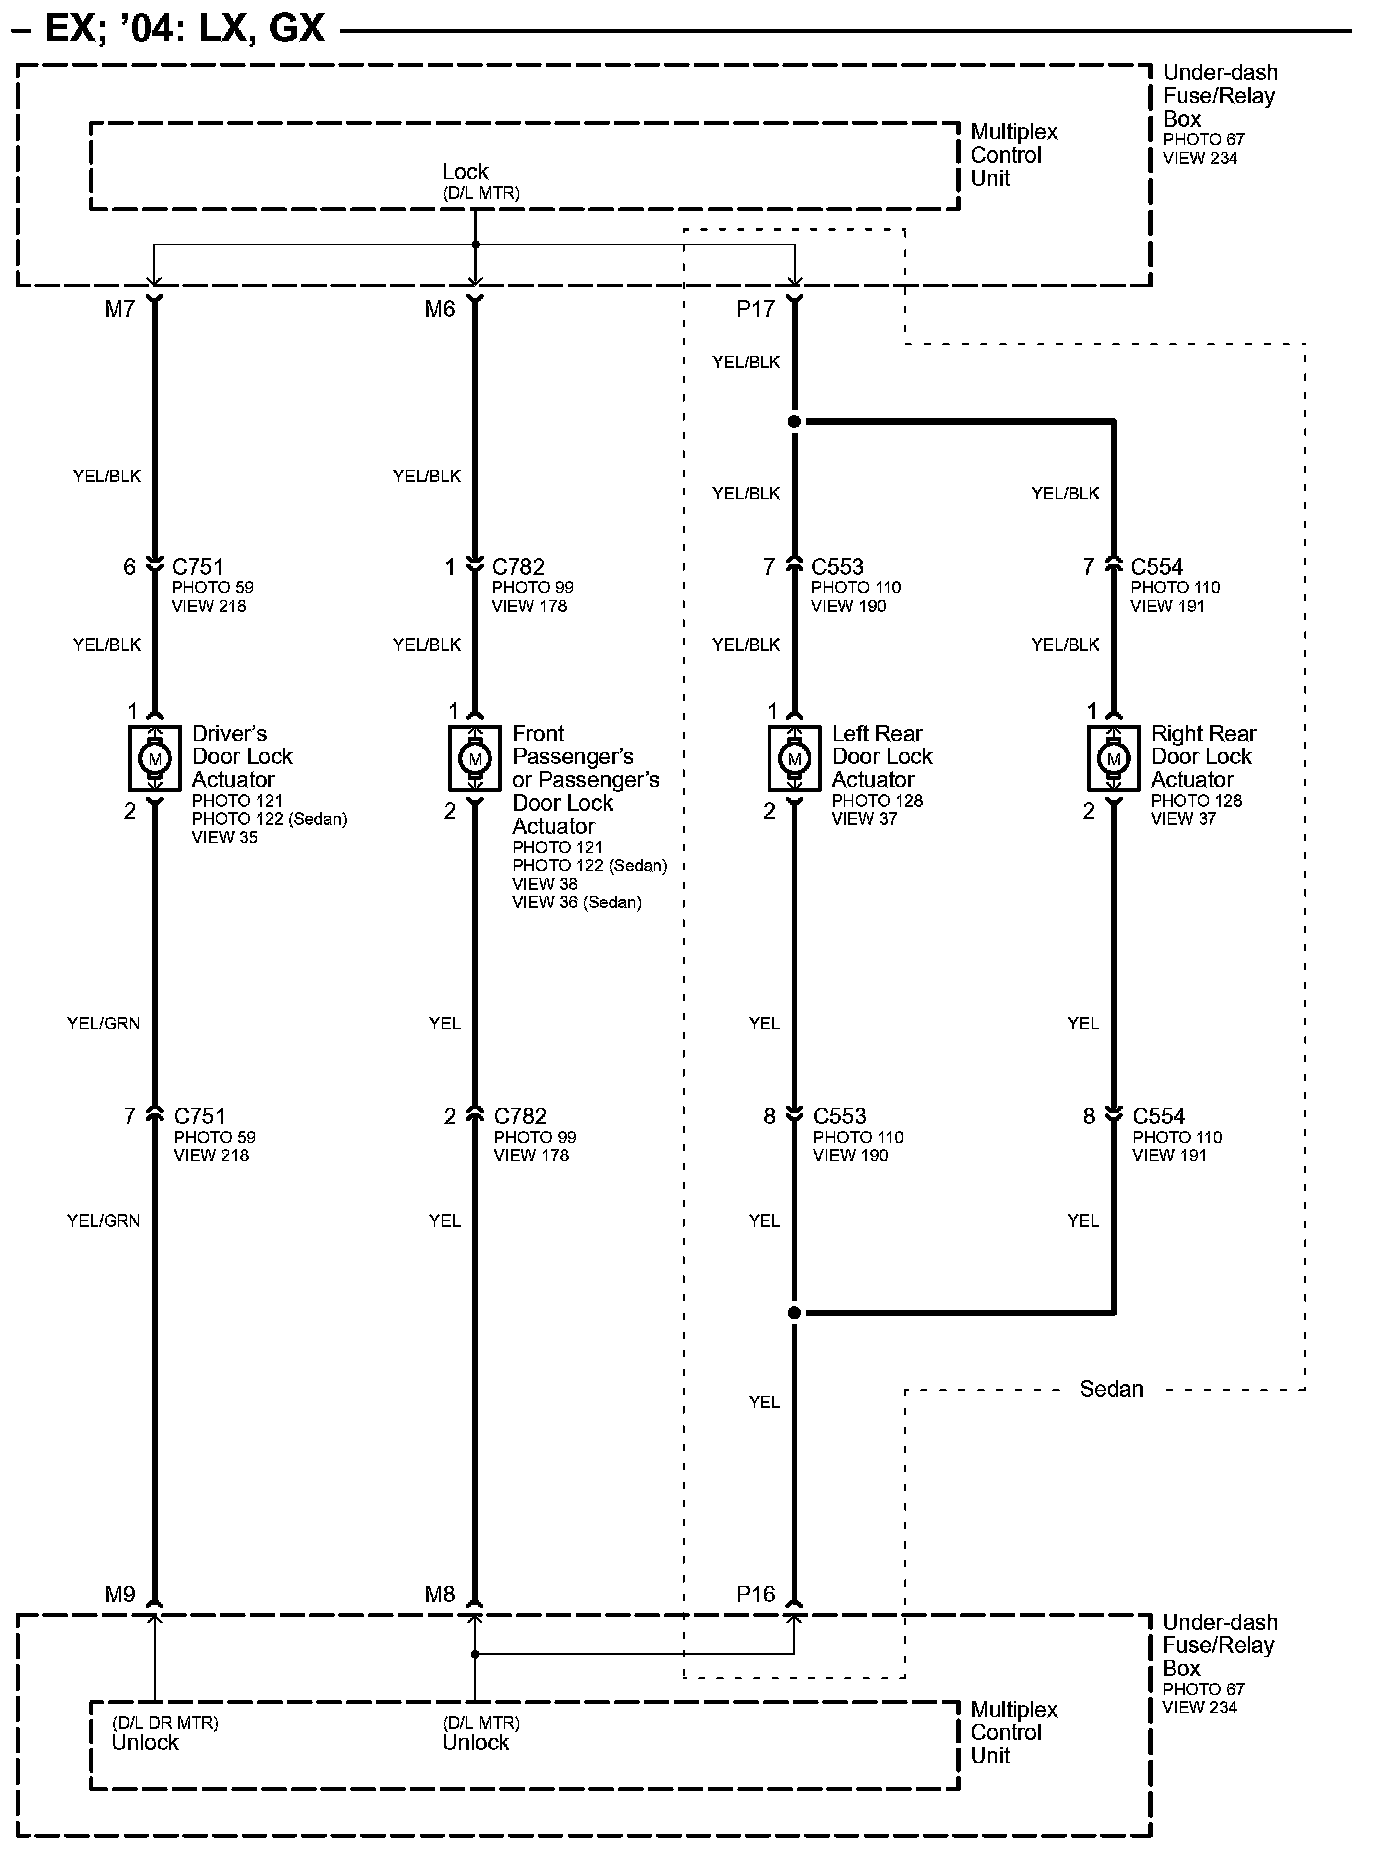 EX; ’04: LX, GX
Under-dash
Fuse/Relay
Box
PHOTO 67
VIEW 234
Multiplex
Control
Unit
Lock
(D/L MTR)
M7
M6
P17
YEL/BLK
YEL/BLK
YEL/BLK
YEL/BLK
YEL/BLK
6
C751
PHOTO 59
VIEW 218
1
C782
PHOTO 99
VIEW 178
7
C553
PHOTO 110
VIEW 190
7
C554
PHOTO 110
VIEW 191
YEL/BLK
YEL/BLK
YEL/BLK
YEL/BLK
1
M
2
Driver’s
Door Lock
Actuator
PHOTO 121
PHOTO 122 (Sedan)
VIEW 35
1
M
2
Front
Passenger’s
or Passenger’s
Door Lock
Actuator
PHOTO 121
PHOTO 122 (Sedan)
VIEW 38
VIEW 36 (Sedan)
1
M
2
Left Rear
Door Lock
Actuator
PHOTO 128
VIEW 37
1
M
2
Right Rear
Door Lock
Actuator
PHOTO 128
VIEW 37
YEL/GRN
YEL
YEL
YEL
7
C751
PHOTO 59
VIEW 218
2
C782
PHOTO 99
VIEW 178
8
C553
PHOTO 110
VIEW 190
8
C554
PHOTO 110
VIEW 191
YEL/GRN
YEL
YEL
YEL
Sedan
YEL
M9
M8
P16
Under-dash
Fuse/Relay
Box
PHOTO 67
VIEW 234
(D/L DR MTR)
Unlock
(D/L MTR)
Unlock
Multiplex
Control
Unit